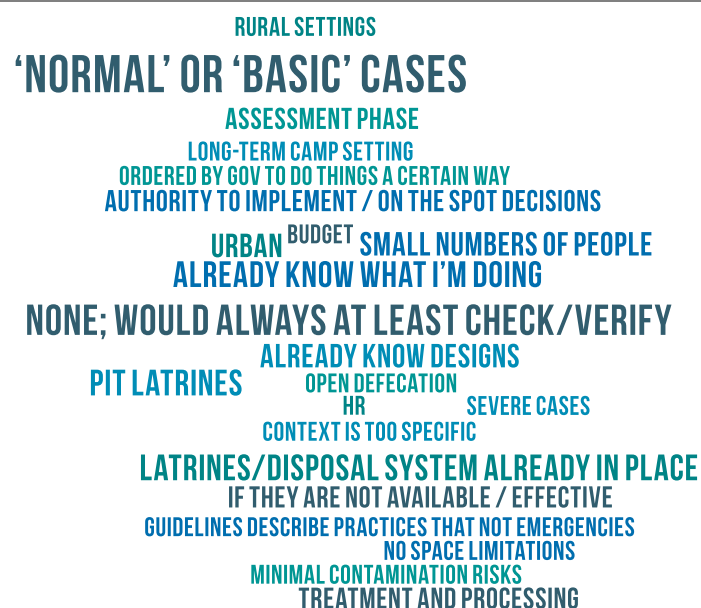 RURAL SETTINGS
‘NORMAL’ OR ‘BASIC’ CASES
ASSESSMENT PHASE
LONG-TERM CAMP SETTING
ORDERED BY GOV TO DO THINGS A CERTAIN WAY
AUTHORITY TO IMPLEMENT / ON THE SPOT DECISIONS
URBAN BUDGET SMALL NUMBERS OF PEOPLE
ALREADY KNOW WHAT I’M DOING
NONE; WOULD ALWAYS AT LEAST CHECK/VERIFY
ALREADY KNOW DESIGNS
PIT LATRINES OPEN DEFECATION
HR SEVERE CASES
CONTEXT IS TOO SPECIFIC
LATRINES/DISPOSAL SYSTEM ALREADY IN PLACE
IF THEY ARE NOT AVAILABLE / EFFECTIVE
GUIDELINES DESCRIBE PRACTICES THAT NOT EMERGENCIES
NO SPACE LIMITATIONS
MINIMAL CONTAMINATION RISKS
TREATMENT AND PROCESSING